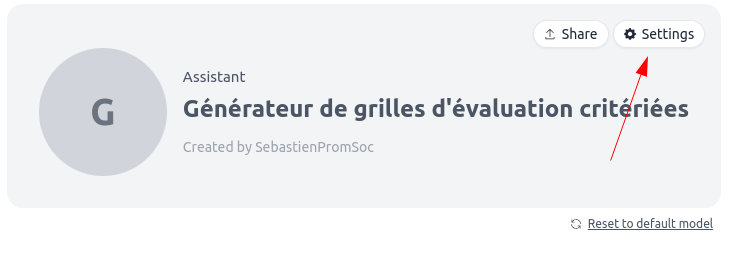 Share
Settings
G
Assistant
Générateur de grilles d'évaluation critériées
Created by SebastienPromSoc
Reset to default model